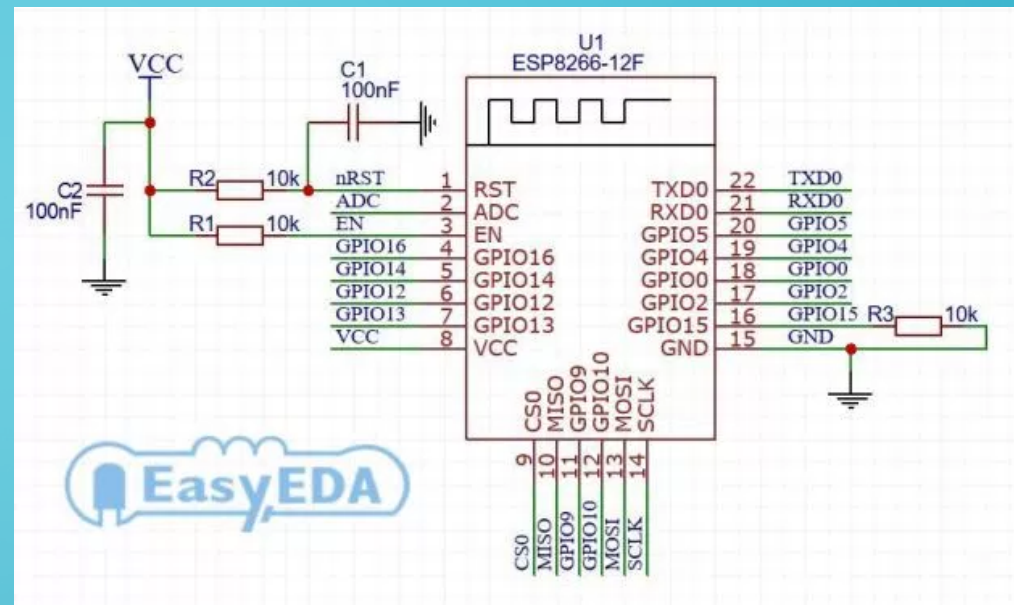 VCC
C1
100nF
U1
ESP8266-12F
C2
100nF
R2 10k
R1 10k
nRST 1 RST
ADC 2 ADC
EN 3 EN
GPIO16 4 GPIO16
GPIO14 5 GPIO14
GPIO12 6 GPIO12
GPIO13 7 GPIO13
VCC 8 VCC
TXD0 22 TXD0
RXD0 21 RXD0
GPIO5 20 GPIO5
GPIO4 19 GPIO4
GPIO0 18 GPIO0
GPIO2 17 GPIO2
GPIO15 16 GPIO15 R3 10k
GND 15 GND
CS0 9 CS0
MISO 10 MISO
GPIO9 11 GPIO9
GPIO10 12 GPIO10
MOSI 13 MOSI
SCLK 14 SCLK
EasyEDA